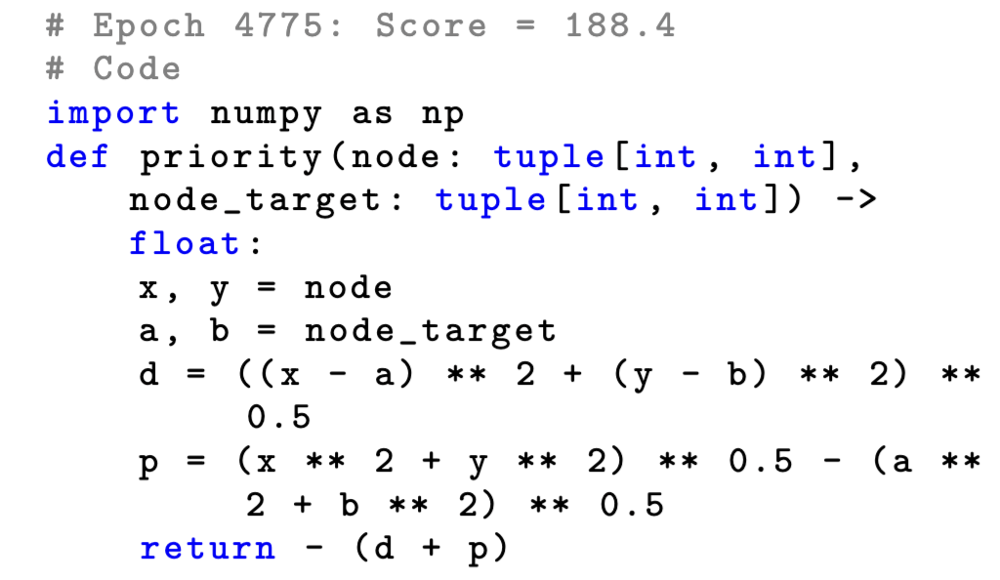 # Epoch 4775: Score = 188.4
# Code
import numpy as np
def priority(node: tuple[int, int],
node_target: tuple[int, int]) ->
float:
x, y = node
a, b = node_target
d = ((x - a) ** 2 + (y - b) ** 2) **
0.5
p = (x ** 2 + y ** 2) ** 0.5 - (a **
2 + b ** 2) ** 0.5
return - (d + p)